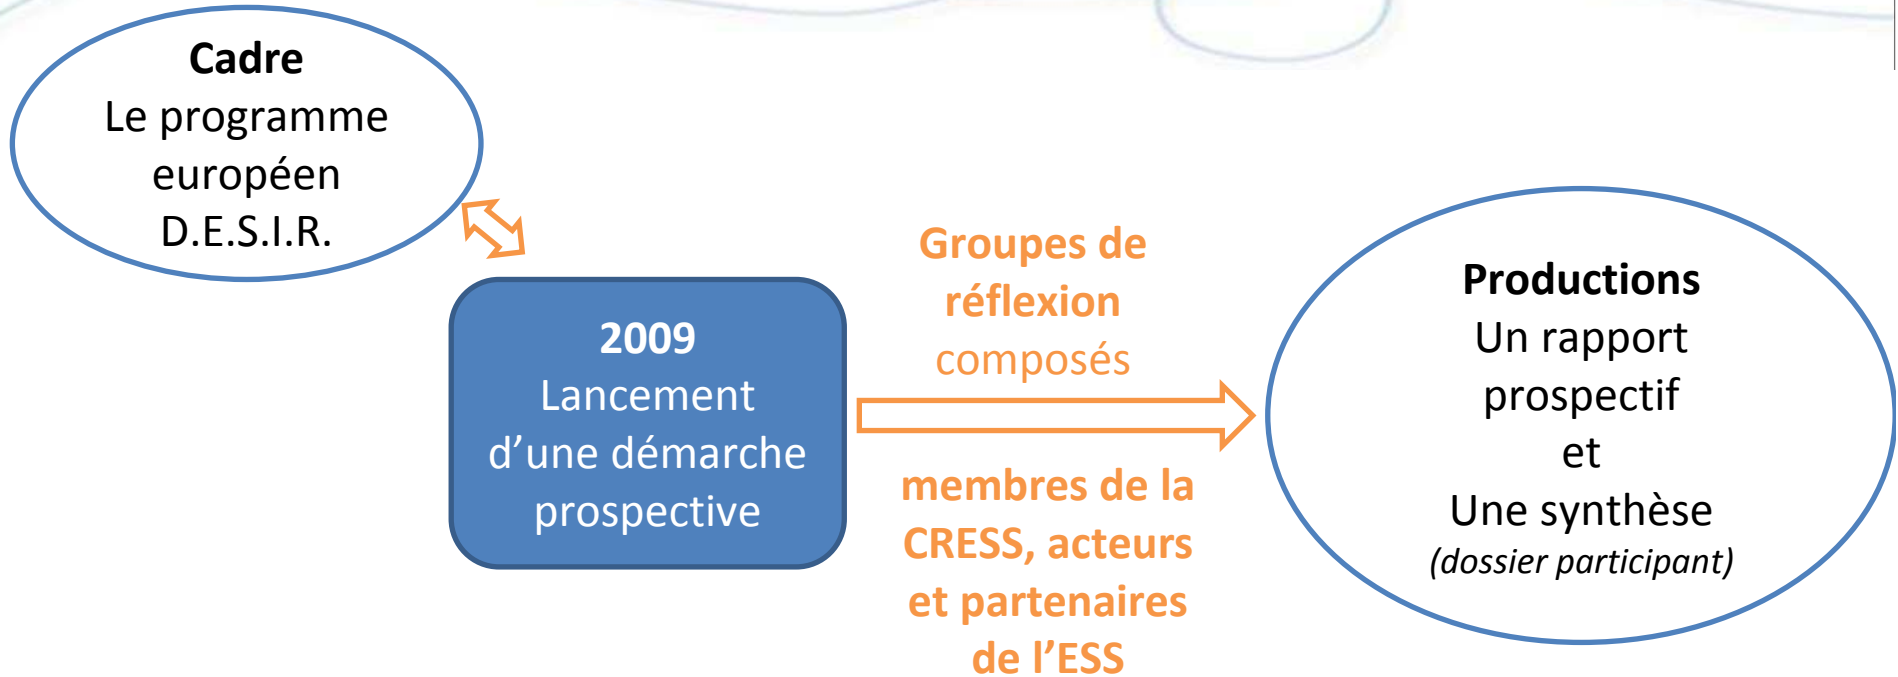 Cadre
Le programme
européen
D.E.S.I.R.
2009
Lancement
d’une démarche
prospective
Groupes de
réflexion
composés
membres de la
CRESS, acteurs
et partenaires
de l’ESS
Productions
Un rapport
prospectif
et
Une synthèse
(dossier participant)